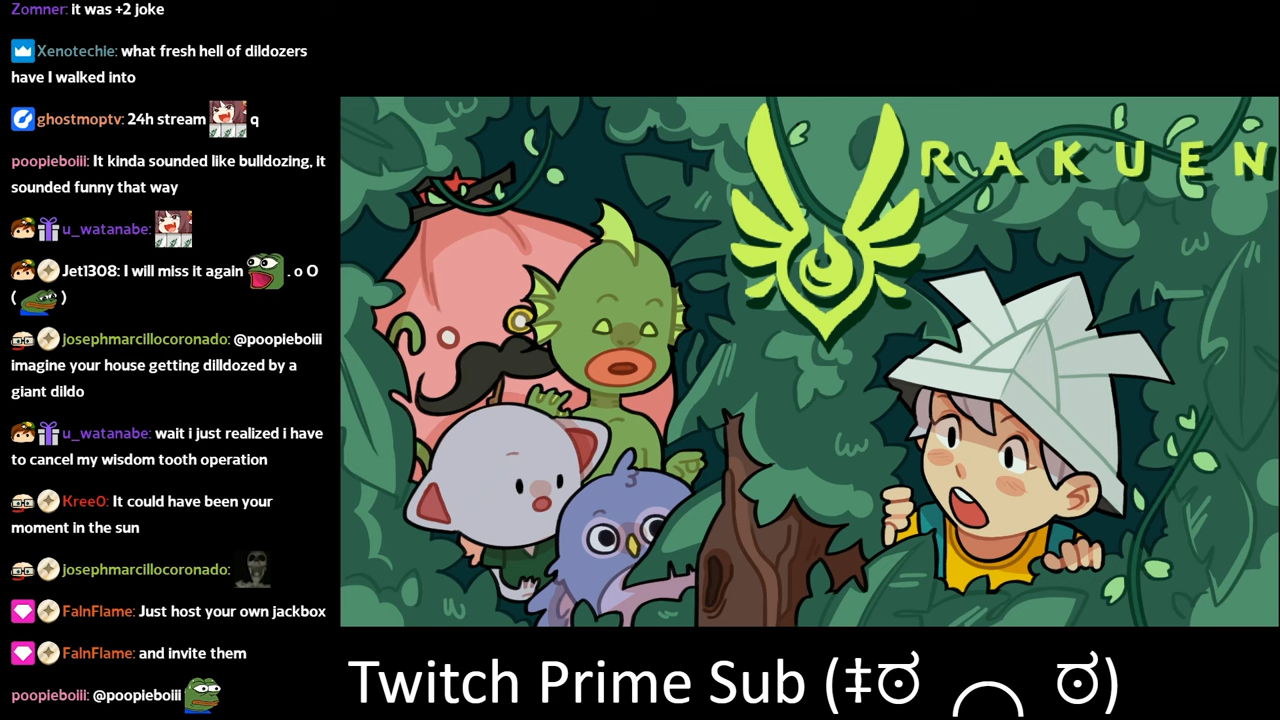 Zomner: it was +2 joke
Xenotechie: what fresh hell of dildozers
have I walked into
ghostmoptv: 24h stream q
poopieboiii: It kinda sounded like bulldozing, it
sounded funny that way
u_watanabe:
Jet1308: I will miss it again . o O
( )
josephmarcillocoronado: @poopieboiii
imagine your house getting dilldozed by a
giant dildo
u_watanabe: wait i just realized i have
to cancel my wisdom tooth operation
KreeO: It could have been your
moment in the sun
josephmarcillocoronado:
FalnFlame: Just host your own jackbox
FalnFlame: and invite them
poopieboiii: @poopieboiii
RAKUEN
Twitch Prime Sub (‡ಠ ╭╮ ಠ)